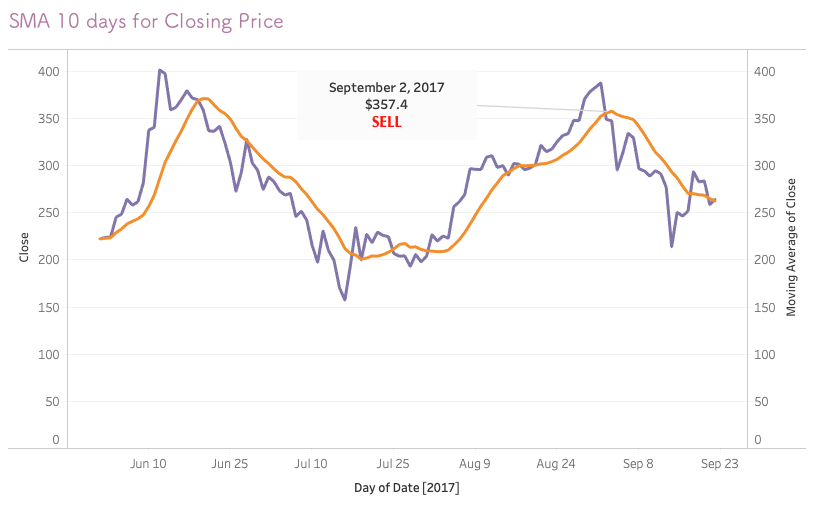 SMA 10 days for Closing Price
September 2, 2017
$357.4
SELL
400
350
300
250
200
150
100
50
0
Close
400
350
300
250
200
150
100
50
0
Moving Average of Close
Jun 10 Jun 25 Jul 10 Jul 25 Aug 9 Aug 24 Sep 8 Sep 23
Day of Date [2017]